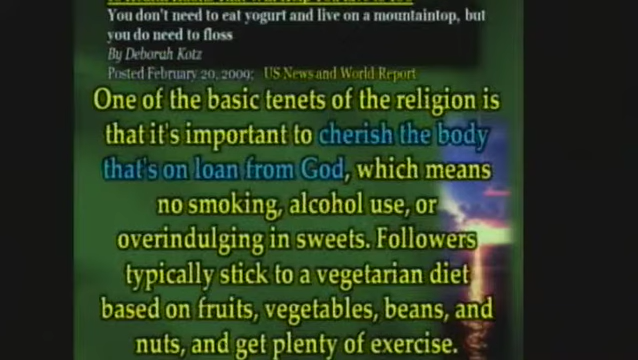 You don't need to eat yogurt and live on a mountaintop, but
you do need to floss
By Deborah Kotz
Posted February 20, 2009; US News and World Report
One of the basic tenets of the religion is
that it's important to cherish the body
that's on loan from God, which means
no smoking, alcohol use, or
overindulging in sweets. Followers
typically stick to a vegetarian diet
based on fruits, vegetables, beans, and
nuts, and get plenty of exercise.